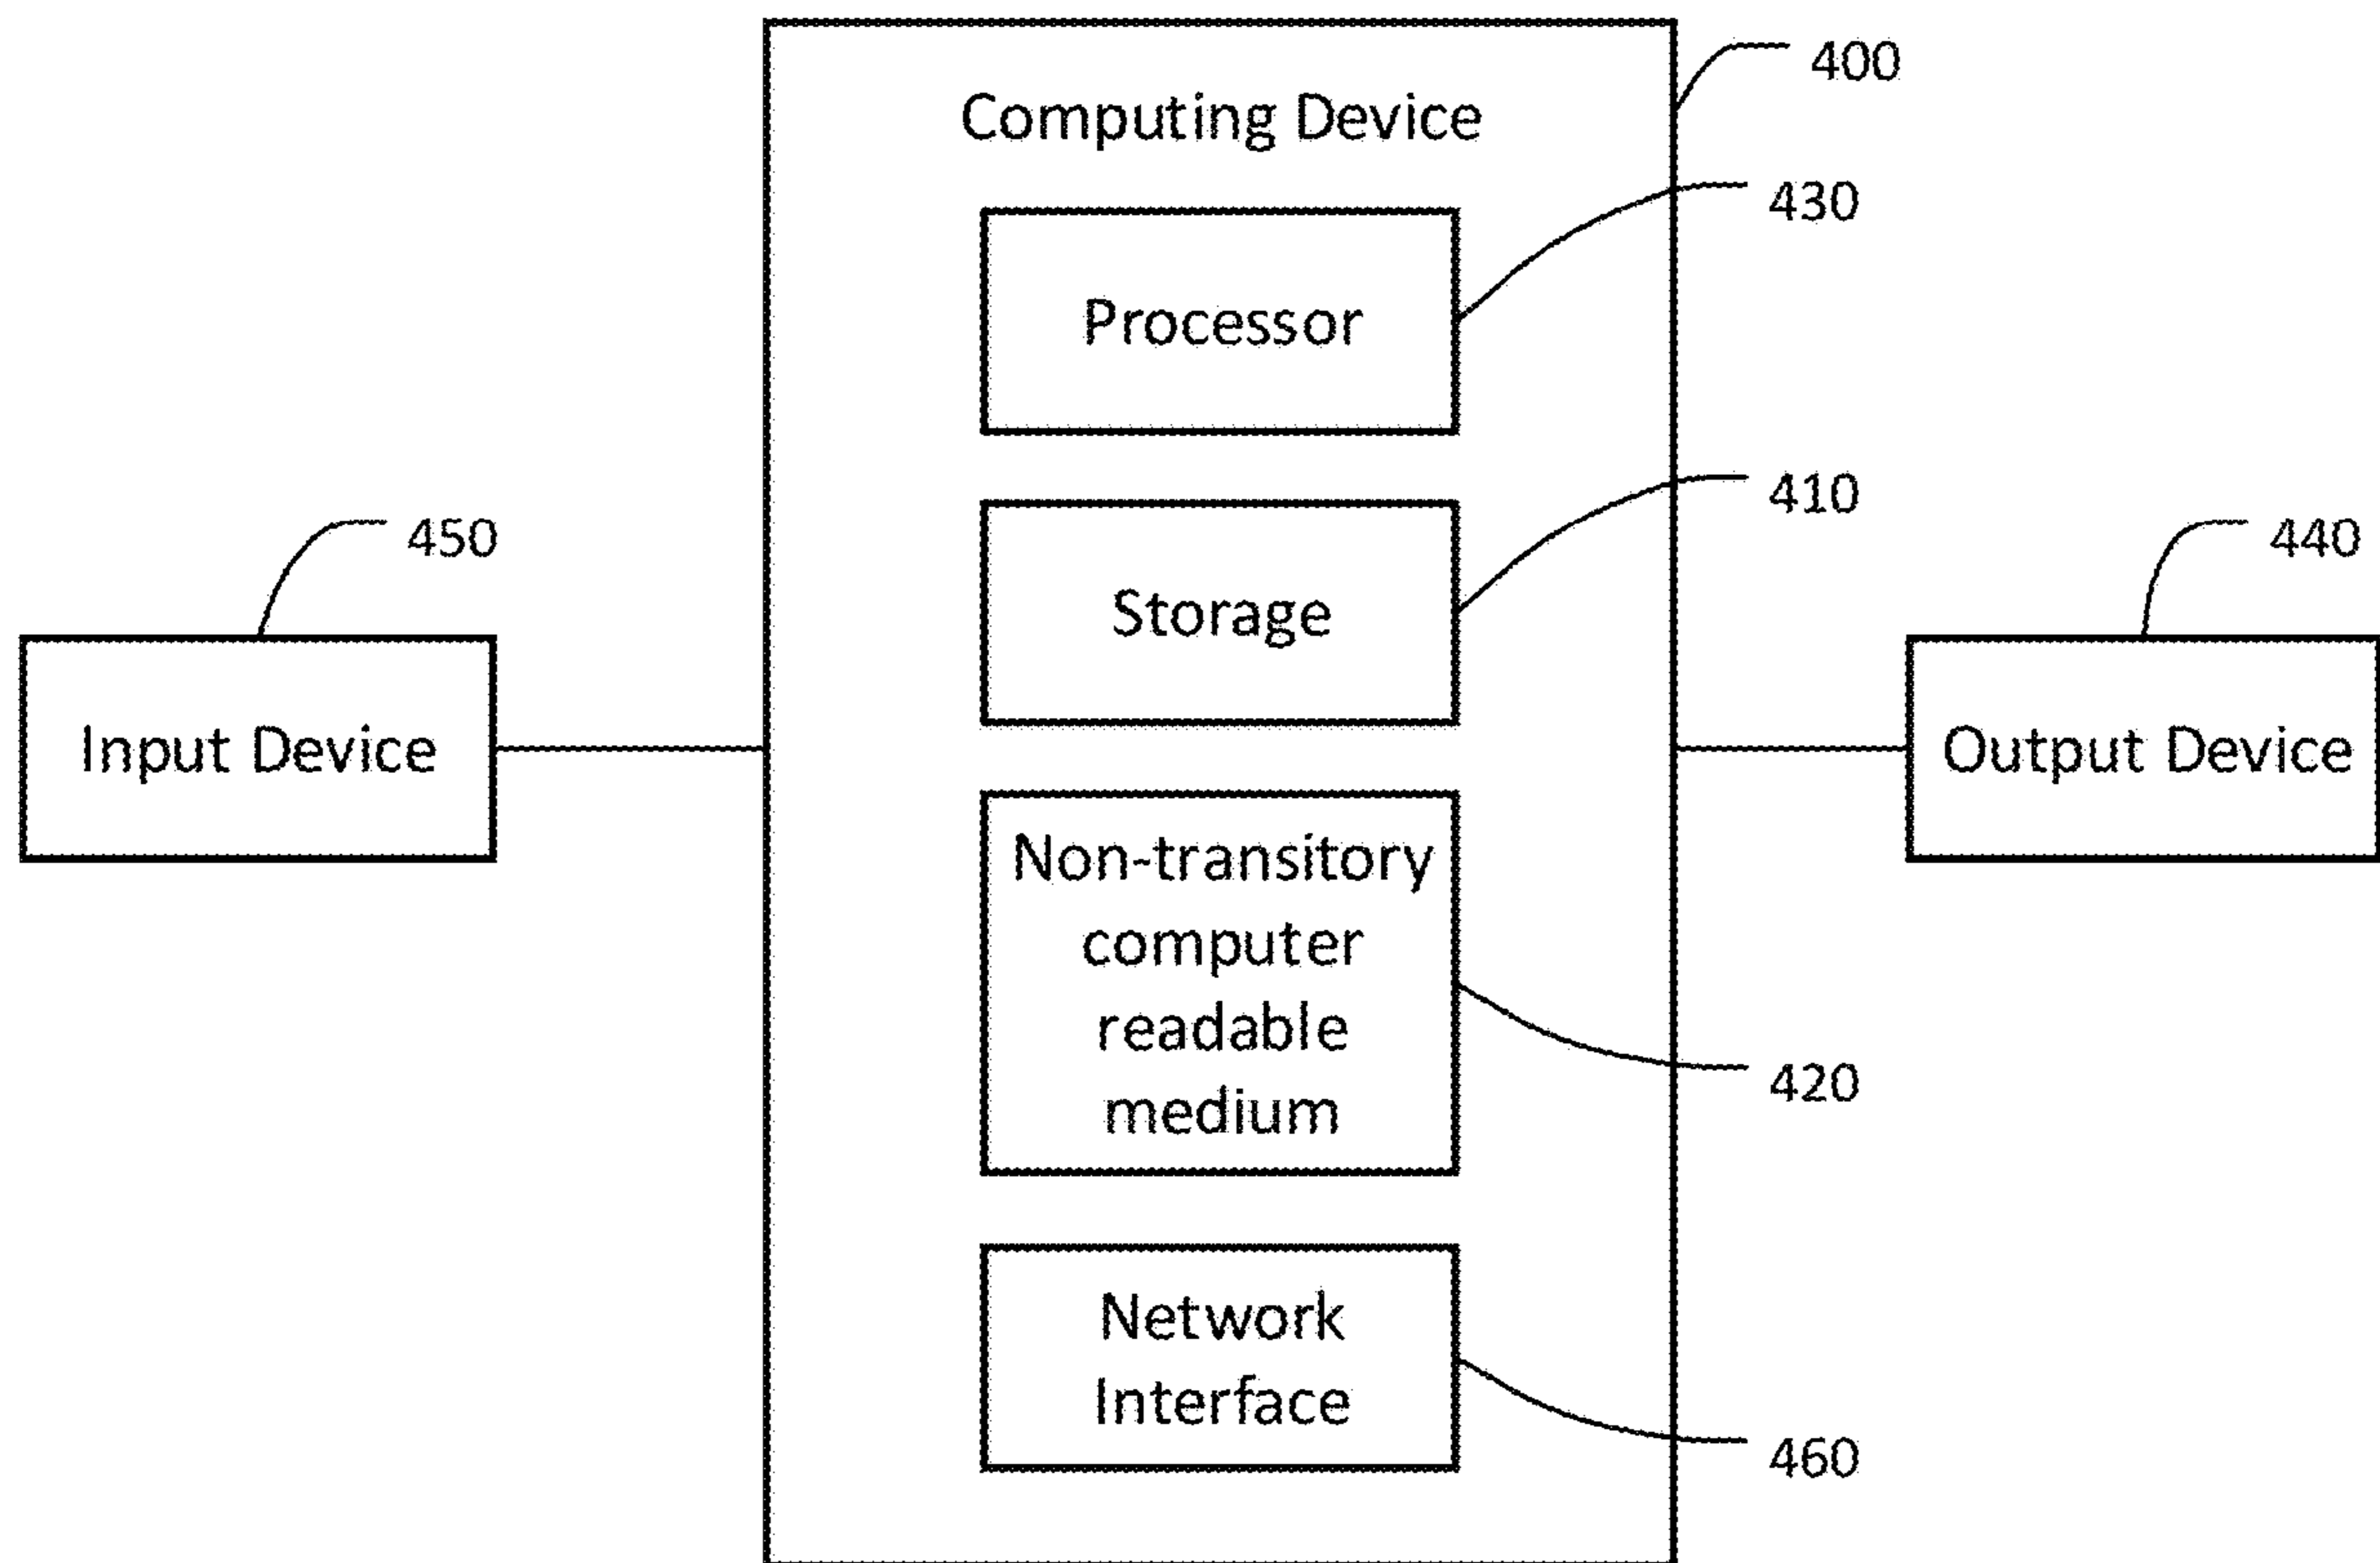 400
Computing Device
430
Processor
410
Storage
450
440
Input Device
Output Device
Non-transitory
computer
readable
medium
420
Network
Interface
460